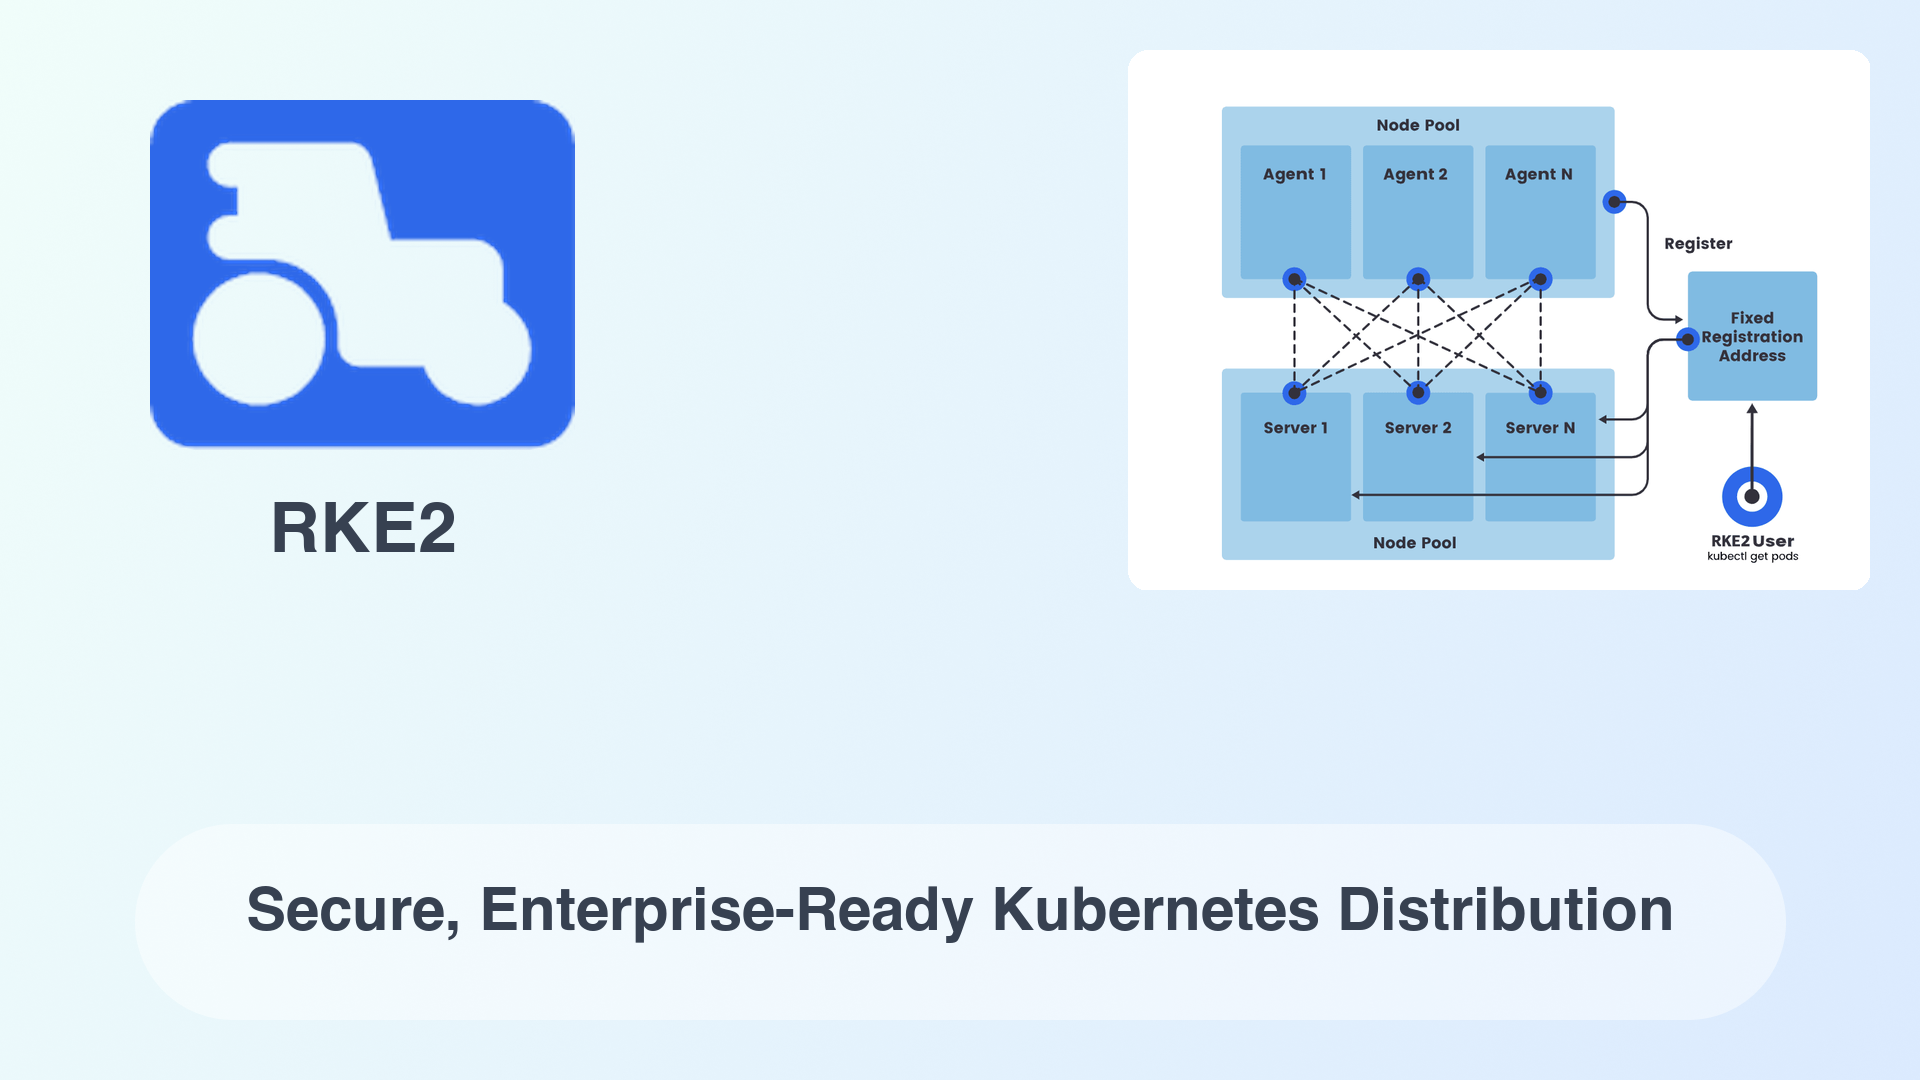 RKE2
Node Pool
Agent 1
Agent 2
Agent N
Register
Fixed
Registration
Address
Server 1
Server 2
Server N
Node Pool
RKE2 User
kubectl get pods
Secure, Enterprise-Ready Kubernetes Distribution